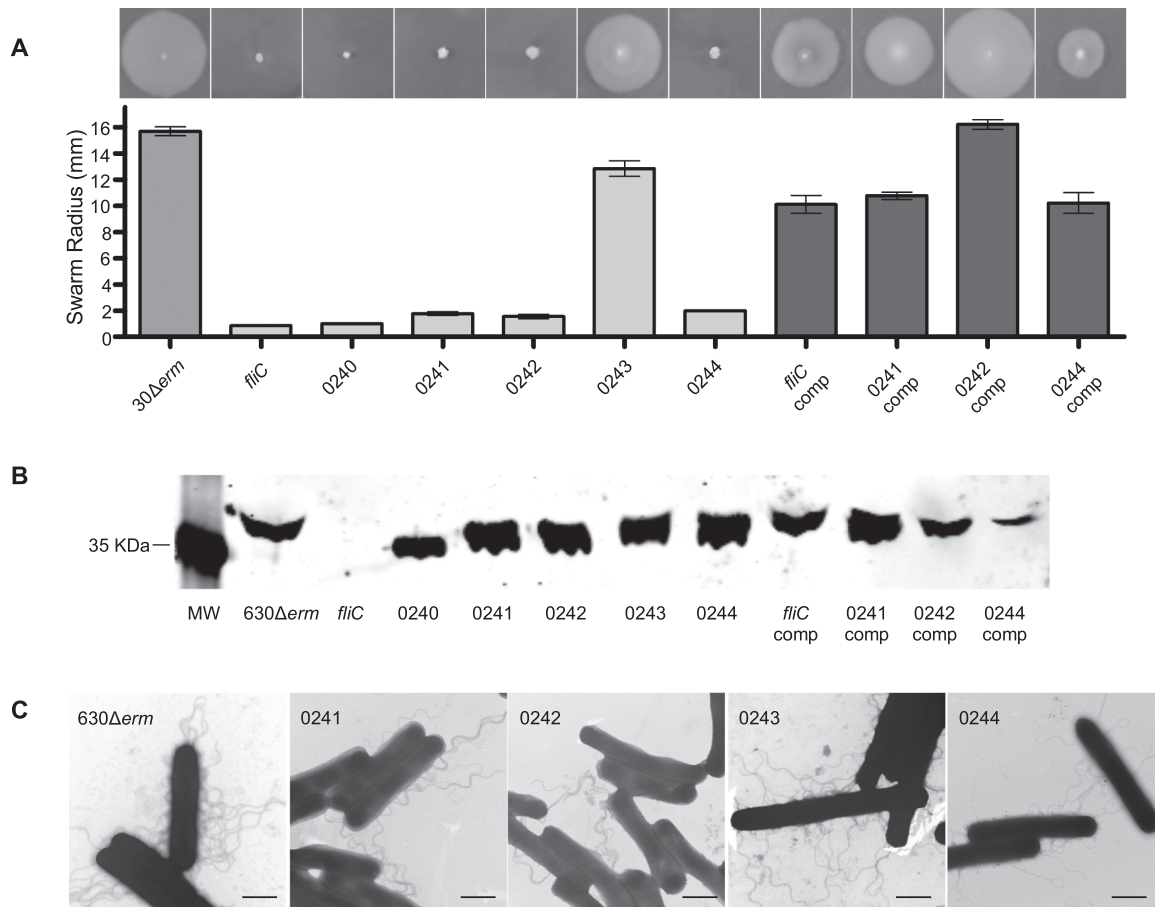 A
Swarm Radius (mm)
16
14
12
10
8
6
4
2
0
30Δerm
fliC
0240
0241
0242
0243
0244
fliC comp
0241 comp
0242 comp
0244 comp
B
35 KDa
MW
630Δerm
fliC
0240
0241
0242
0243
0244
fliC comp
0241 comp
0242 comp
0244 comp
C
630Δerm
0241
0242
0243
0244